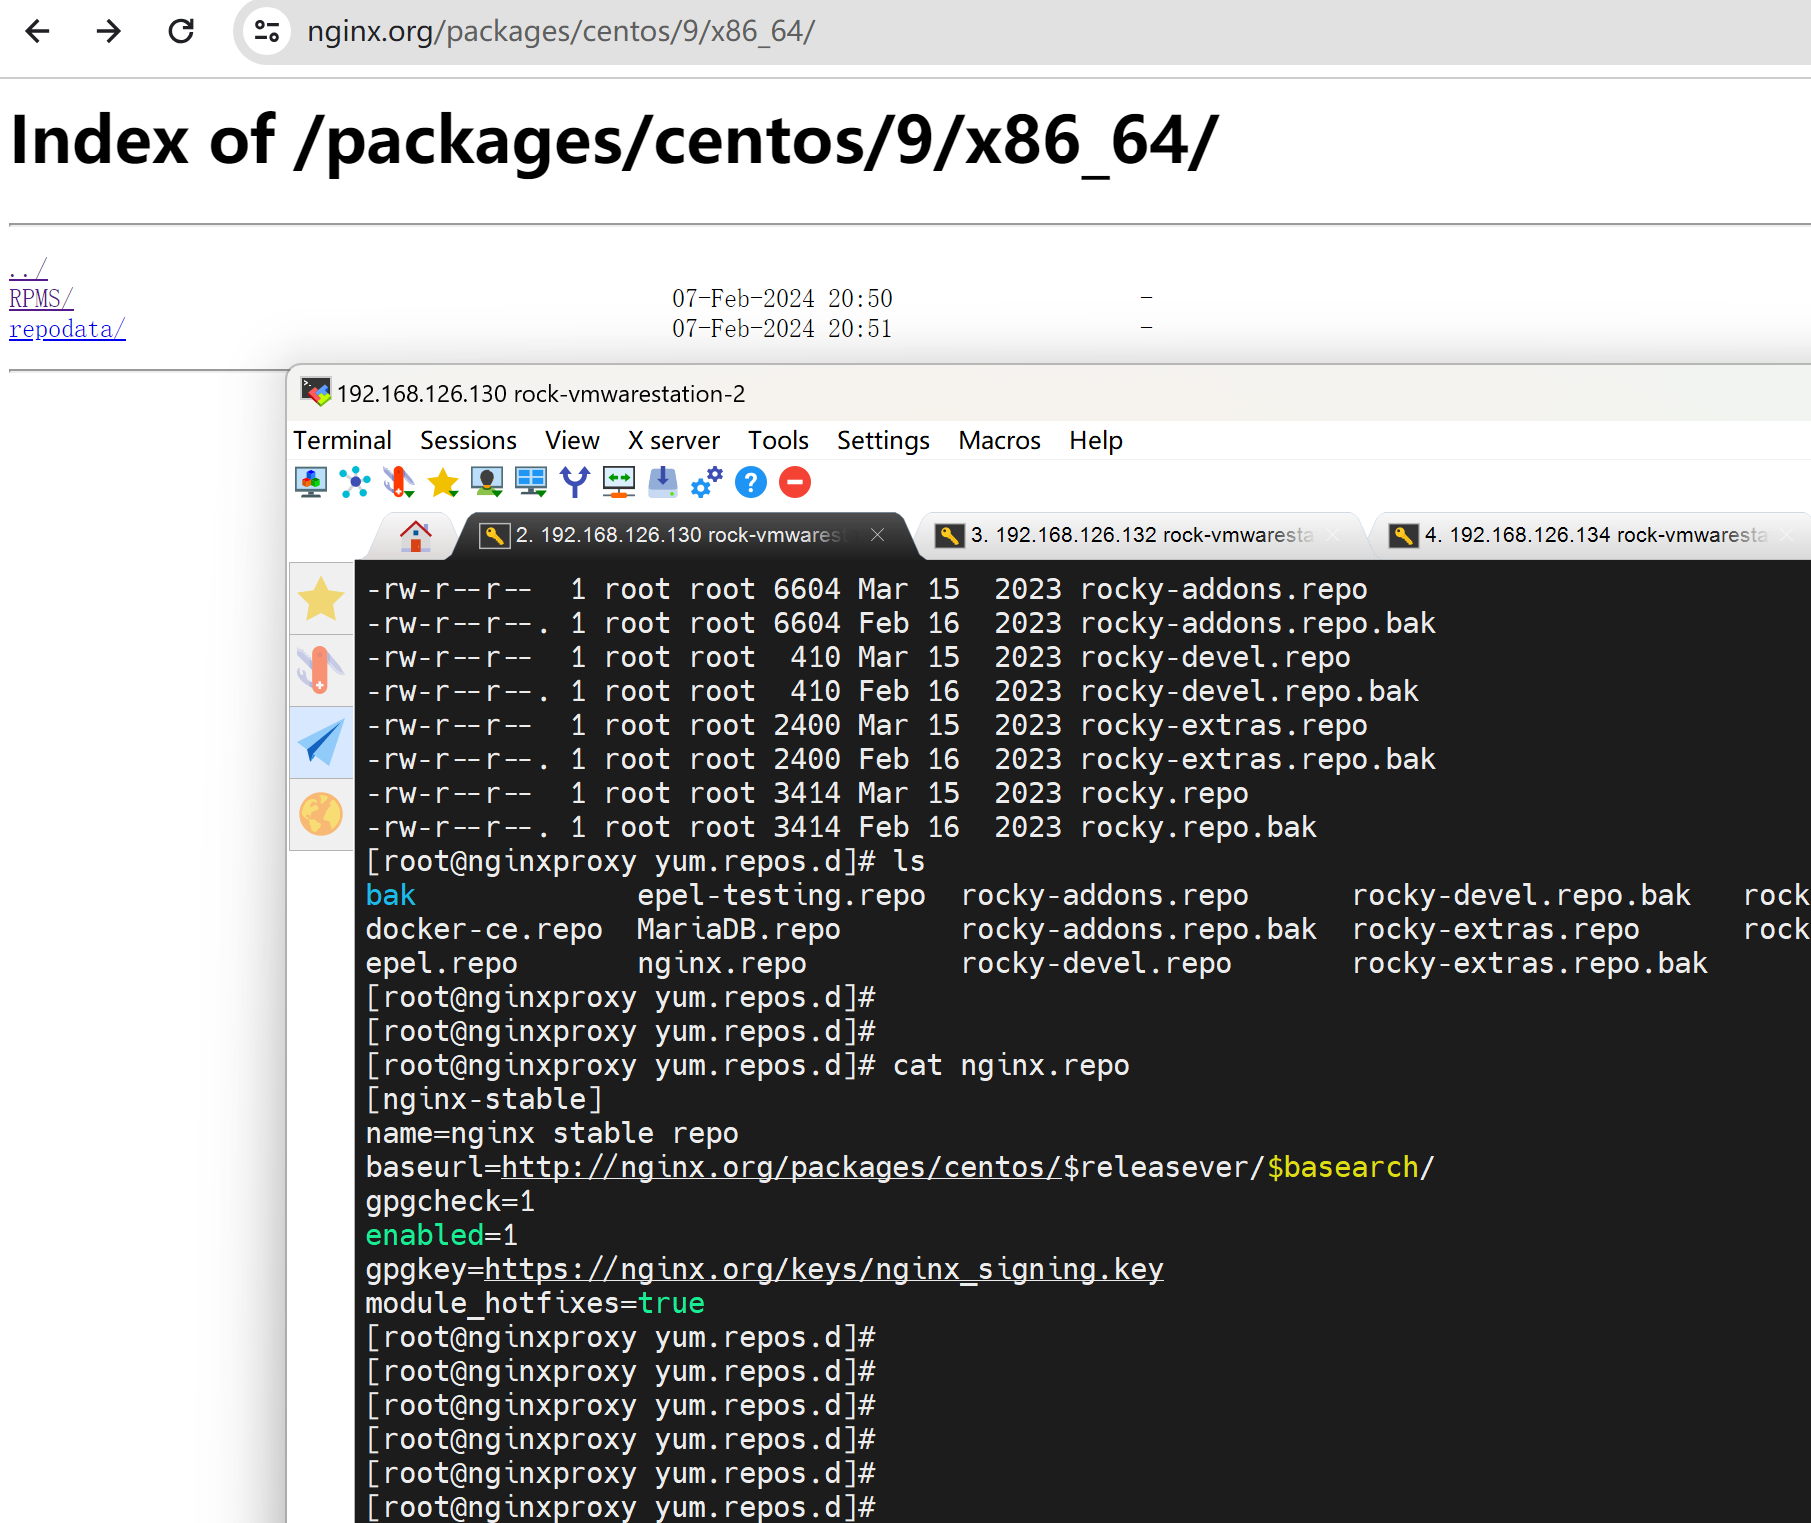 nginx.org/packages/centos/9/x86_64/
Index of /packages/centos/9/x86_64/
../
RPMS/ 07-Feb-2024 20:50 -
repodata/ 07-Feb-2024 20:51 -
192.168.126.130 rock-vmwarestation-2
Terminal Sessions View X server Tools Settings Macros Help
2. 192.168.126.130 rock-vmwarest 3. 192.168.126.132 rock-vmwaresta 4. 192.168.126.134 rock-vmwaresta
-rw-r--r-- 1 root root 6604 Mar 15 2023 rocky-addons.repo
-rw-r--r--. 1 root root 6604 Feb 16 2023 rocky-addons.repo.bak
-rw-r--r-- 1 root root 410 Mar 15 2023 rocky-devel.repo
-rw-r--r--. 1 root root 410 Feb 16 2023 rocky-devel.repo.bak
-rw-r--r-- 1 root root 2400 Mar 15 2023 rocky-extras.repo
-rw-r--r--. 1 root root 2400 Feb 16 2023 rocky-extras.repo.bak
-rw-r--r-- 1 root root 3414 Mar 15 2023 rocky.repo
-rw-r--r--. 1 root root 3414 Feb 16 2023 rocky.repo.bak
[root@nginxproxy yum.repos.d]# ls
bak epel-testing.repo rocky-addons.repo rocky-devel.repo.bak rock
docker-ce.repo MariaDB.repo rocky-addons.repo.bak rocky-extras.repo rock
epel.repo nginx.repo rocky-devel.repo rocky-extras.repo.bak
[root@nginxproxy yum.repos.d]#
[root@nginxproxy yum.repos.d]#
[root@nginxproxy yum.repos.d]# cat nginx.repo
[nginx-stable]
name=nginx stable repo
baseurl=http://nginx.org/packages/centos/$releasever/$basearch/
gpgcheck=1
enabled=1
gpgkey=https://nginx.org/keys/nginx_signing.key
module_hotfixes=true
[root@nginxproxy yum.repos.d]#
[root@nginxproxy yum.repos.d]#
[root@nginxproxy yum.repos.d]#
[root@nginxproxy yum.repos.d]#
[root@nginxproxy yum.repos.d]#
[root@nginxproxy yum.repos.d]#